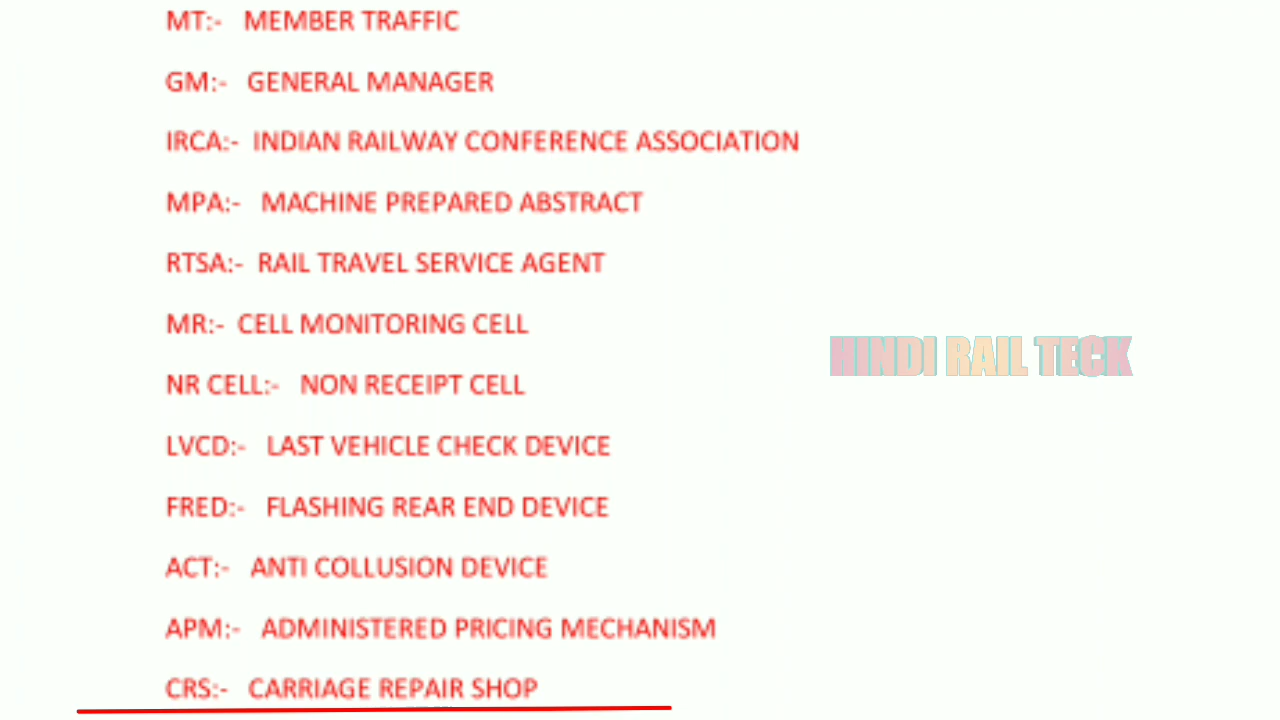 MT:- MEMBER TRAFFIC
GM:- GENERAL MANAGER
IRCA:- INDIAN RAILWAY CONFERENCE ASSOCIATION
MPA:- MACHINE PREPARED ABSTRACT
RTSA:- RAIL TRAVEL SERVICE AGENT
MR:- CELL MONITORING CELL
HINDI RAIL TECK
NR CELL:- NON RECEIPT CELL
LVCD:- LAST VEHICLE CHECK DEVICE
FRED:- FLASHING REAR END DEVICE
ACT:- ANTI COLLUSION DEVICE
APM:- ADMINISTERED PRICING MECHANISM
CRS:- CARRIAGE REPAIR SHOP